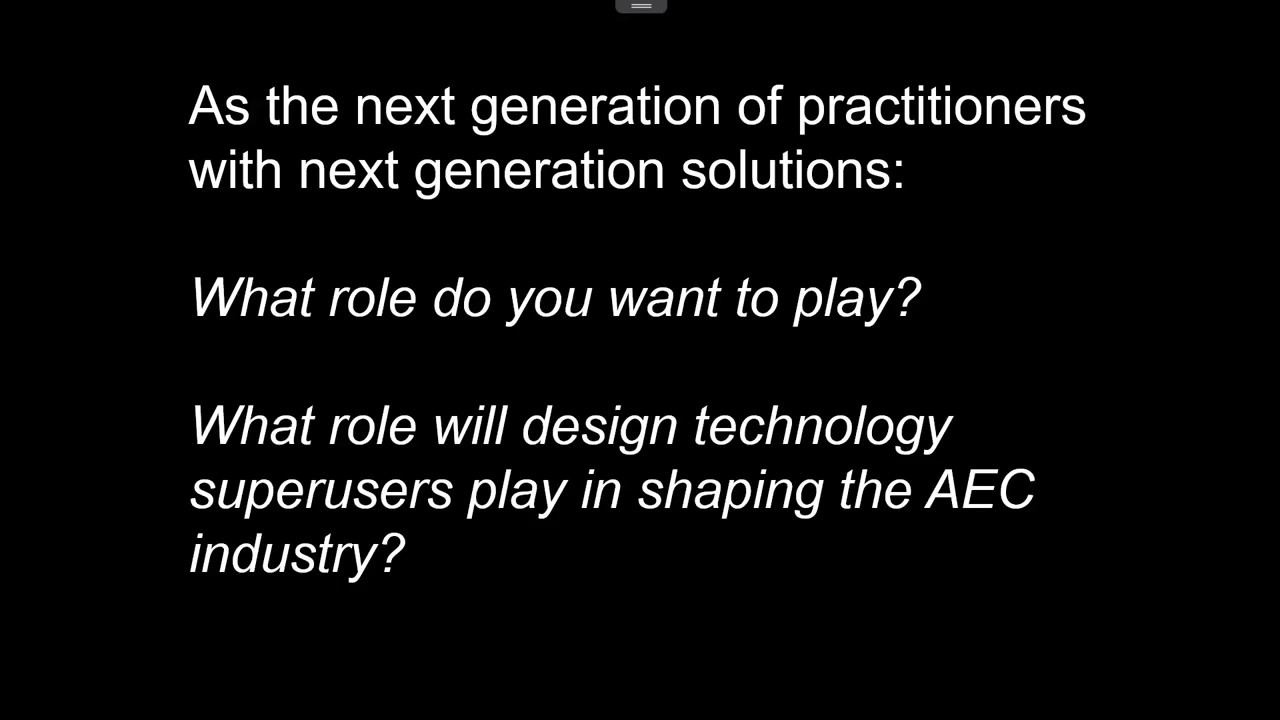 As the next generation of practitioners
with next generation solutions:
What role do you want to play?
What role will design technology
superusers play in shaping the AEC
industry?